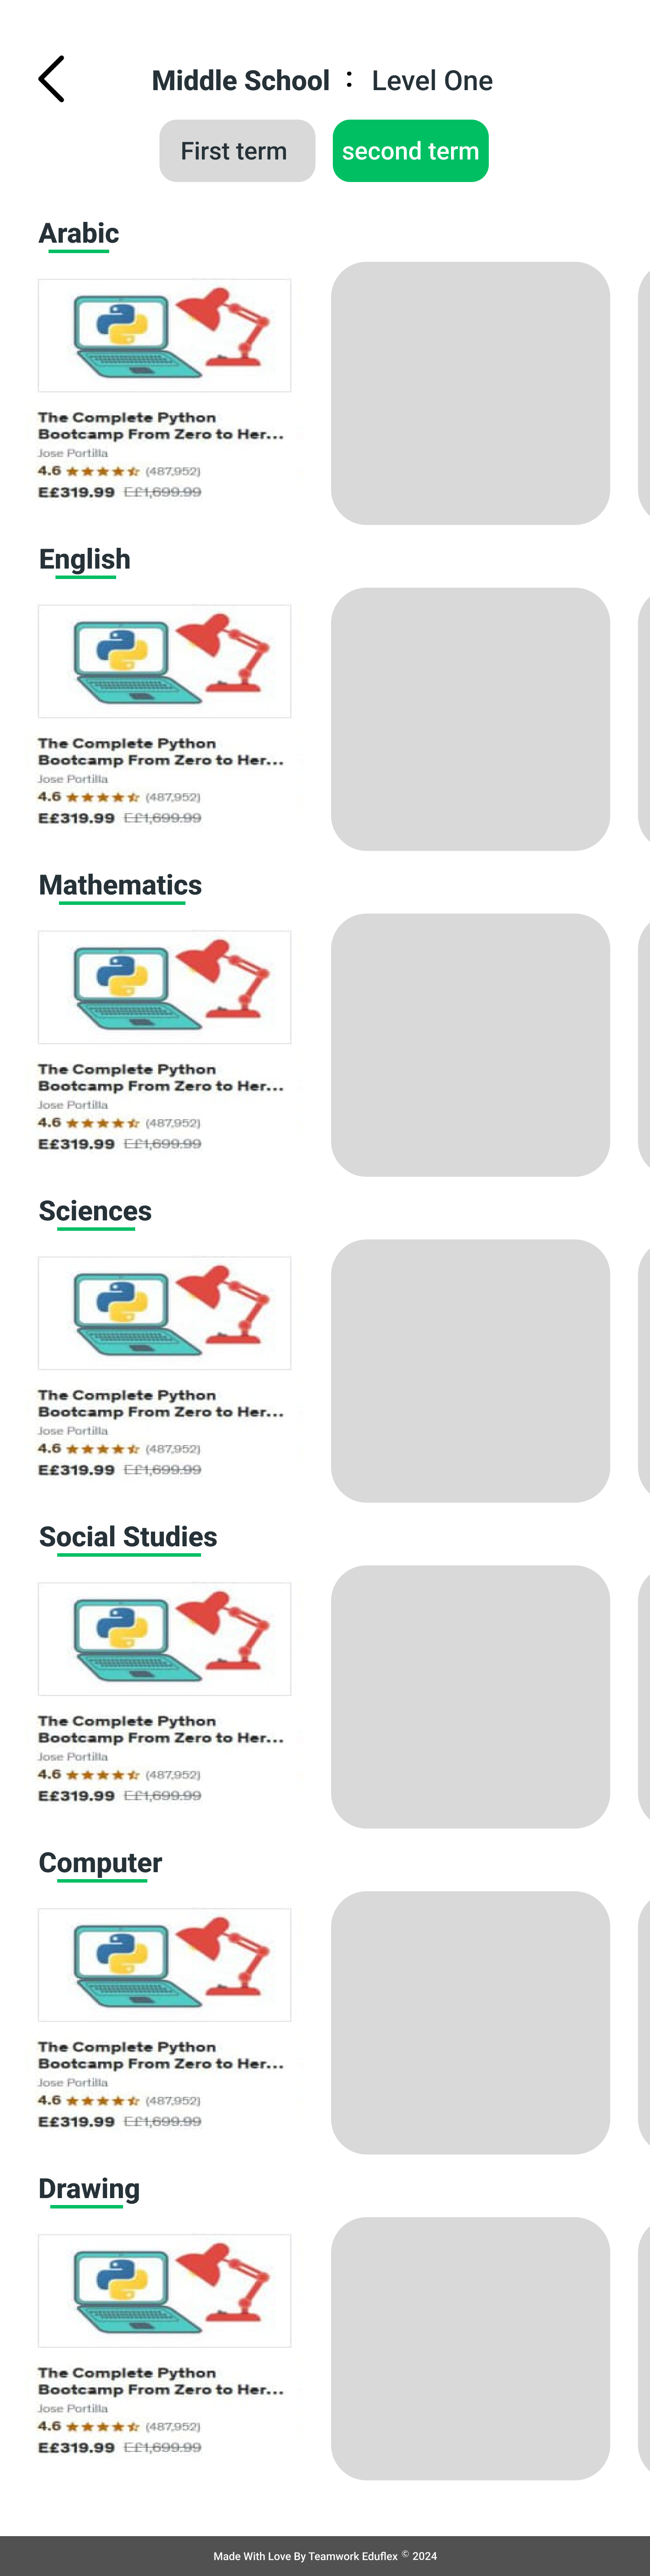 Middle School : Level One
First term second term
Arabic
The Complete Python
Bootcamp From Zero to Her...
Jose Portilla
4.6 (487,952)
E£319.99 E£1,699.99
English
The Complete Python
Bootcamp From Zero to Her...
Jose Portilla
4.6 (487,952)
E£319.99 E£1,699.99
Mathematics
The Complete Python
Bootcamp From Zero to Her...
Jose Portilla
4.6 (487,952)
E£319.99 E£1,699.99
Sciences
The Complete Python
Bootcamp From Zero to Her...
Jose Portilla
4.6 (487,952)
E£319.99 E£1,699.99
Social Studies
The Complete Python
Bootcamp From Zero to Her...
Jose Portilla
4.6 (487,952)
E£319.99 E£1,699.99
Computer
The Complete Python
Bootcamp From Zero to Her...
Jose Portilla
4.6 (487,952)
E£319.99 E£1,699.99
Drawing
The Complete Python
Bootcamp From Zero to Her...
Jose Portilla
4.6 (487,952)
E£319.99 E£1,699.99
Made With Love By Teamwork Eduflex © 2024